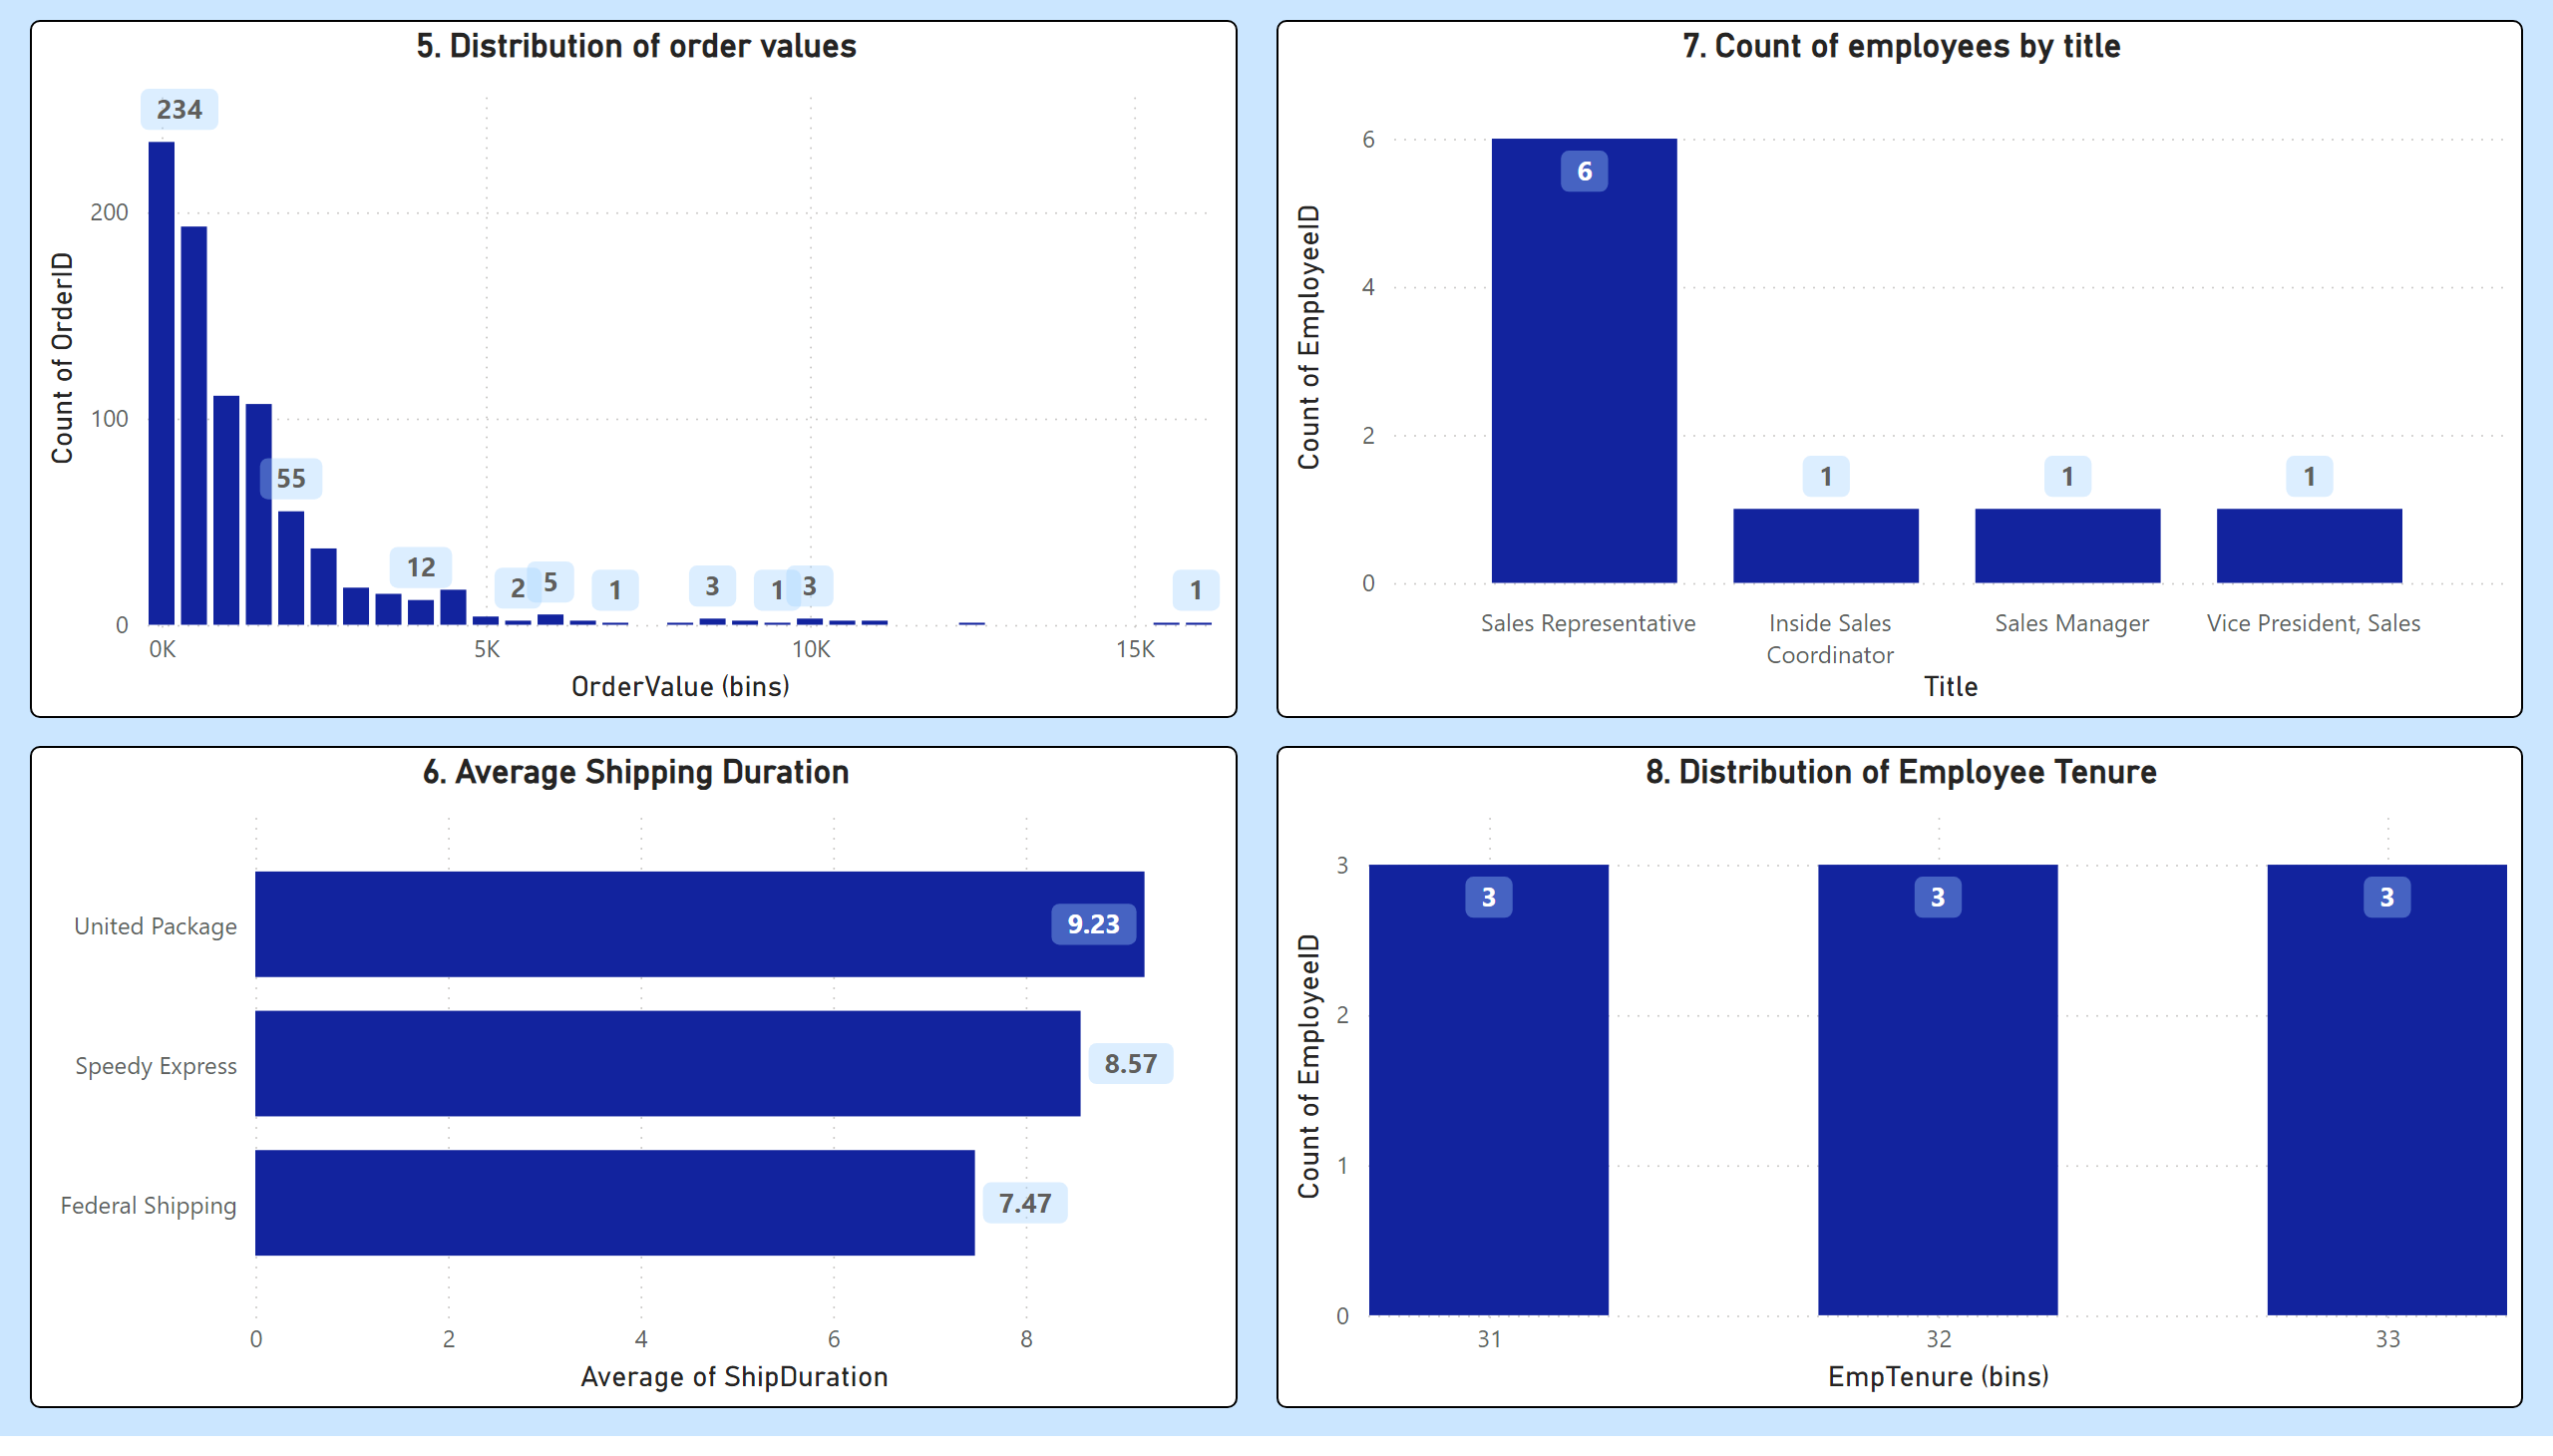 5. Distribution of order values
Count of OrderID
234
200
55
100
12
2
5
1
3
1
3
1
0
0K
5K
10K
15K
OrderValue (bins)
7. Count of employees by title
Count of EmployeeID
6
6
4
2
1
1
1
0
Sales Representative
Inside Sales
Coordinator
Sales Manager
Vice President, Sales
Title
6. Average Shipping Duration
United Package
9.23
Speedy Express
8.57
Federal Shipping
7.47
0
2
4
6
8
Average of ShipDuration
8. Distribution of Employee Tenure
Count of EmployeeID
3
3
3
3
2
1
0
31
32
33
EmpTenure (bins)